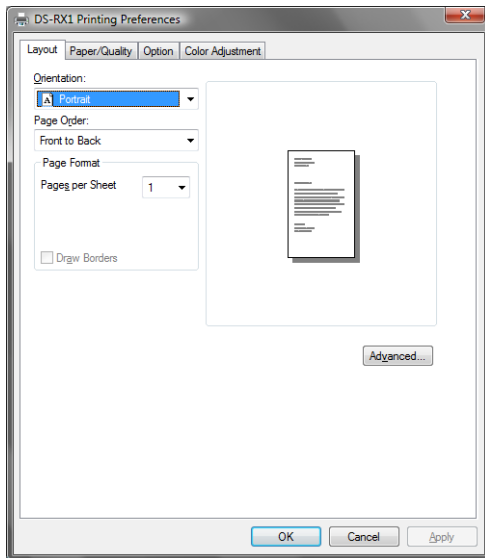 DS-RX1 Printing Preferences
Layout Paper/Quality Option Color Adjustment
Orientation:
A Portrait
Page Order:
Front to Back
Page Format
Pages per Sheet 1
Draw Borders
Advanced...
OK Cancel Apply